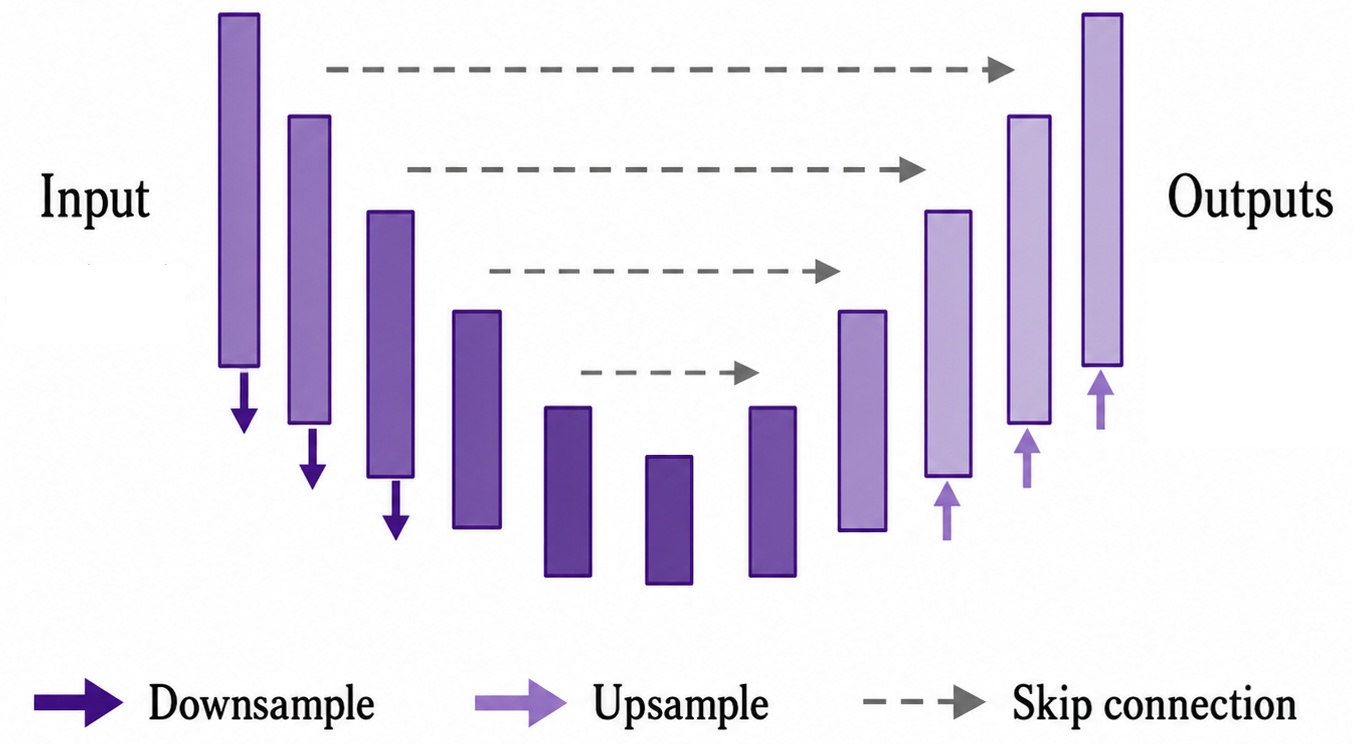 Input
Outputs
Downsample
Upsample
Skip connection